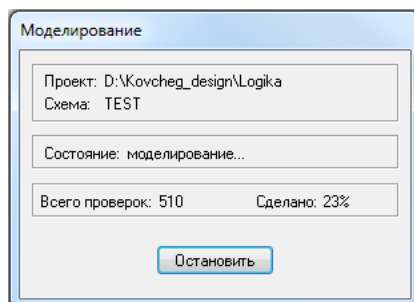 Моделирование
Проект: D:\Kovcheg_design\Logika
Схема: TEST
Состояние: моделирование...
Всего проверок: 510 Сделано: 23%
Остановить